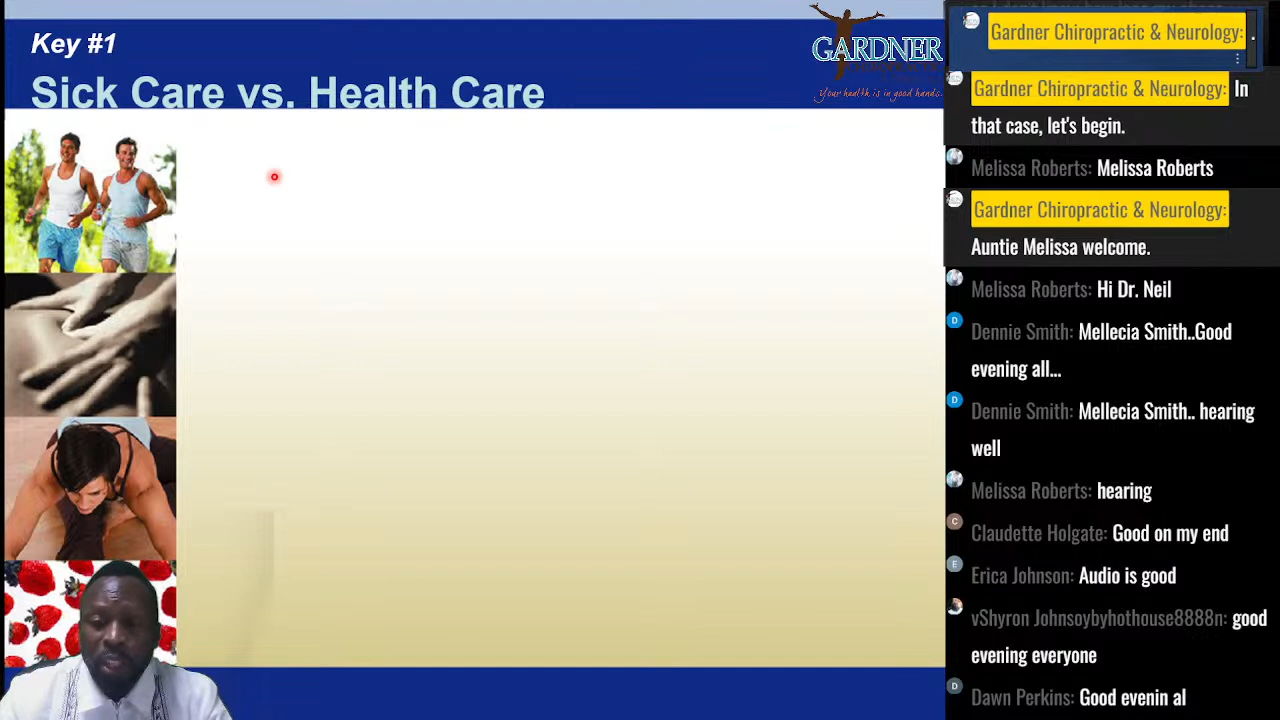 Key #1
Sick Care vs. Health Care
GARDNER
Your health is in good hands.
Gardner Chiropractic & Neurology: .
Gardner Chiropractic & Neurology: In
that case, let's begin.
Melissa Roberts: Melissa Roberts
Gardner Chiropractic & Neurology:
Auntie Melissa welcome.
Melissa Roberts: Hi Dr. Neil
Dennie Smith: Mellecia Smith..Good
evening all...
Dennie Smith: Mellecia Smith.. hearing
well
Melissa Roberts: hearing
Claudette Holgate: Good on my end
Erica Johnson: Audio is good
vShyron Johnsoybyhothouse8888n: good
evening everyone
Dawn Perkins: Good evenin al